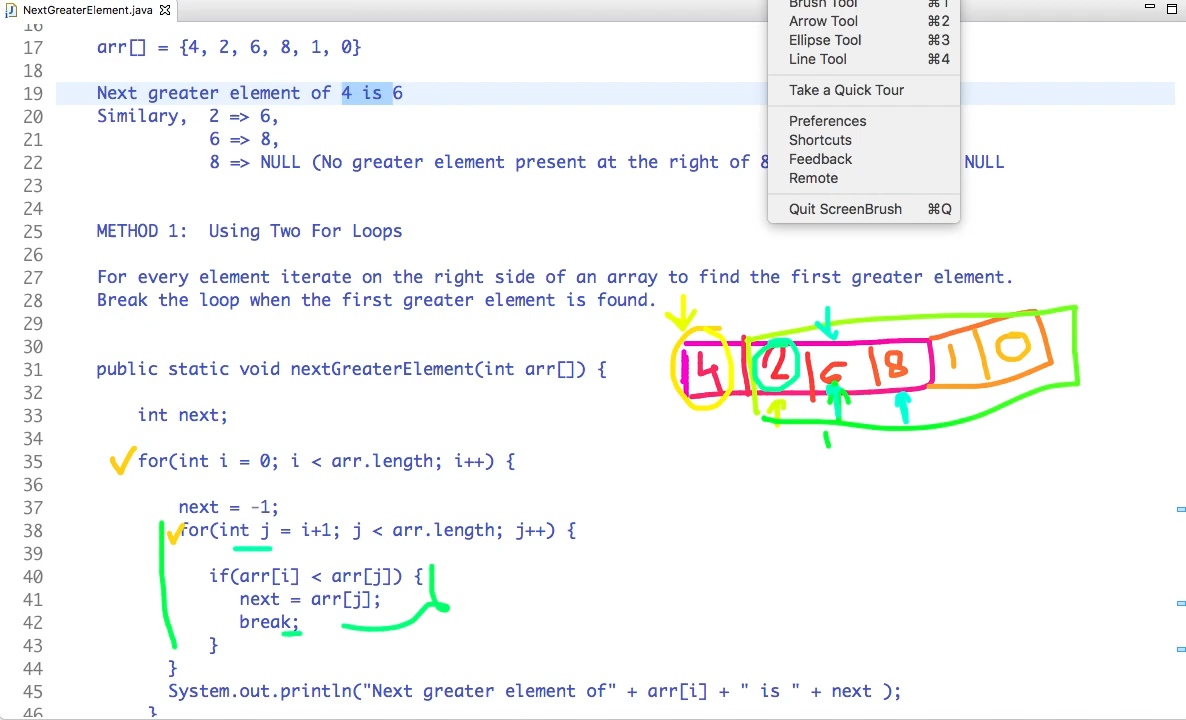 NextGreaterElement.java
Brush Tool ⌘1
Arrow Tool ⌘2
Ellipse Tool ⌘3
Line Tool ⌘4
Take a Quick Tour
Preferences
Shortcuts
Feedback
Remote
Quit ScreenBrush ⌘Q
16
17 arr[] = {4, 2, 6, 8, 1, 0}
18
19 Next greater element of 4 is 6
20 Similary, 2 => 6,
21 6 => 8,
22 8 => NULL (No greater element present at the right of 8 NULL
23
24
25 METHOD 1: Using Two For Loops
26
27 For every element iterate on the right side of an array to find the first greater element.
28 Break the loop when the first greater element is found.
29
30
31 public static void nextGreaterElement(int arr[]) {
32
33 int next;
34
35 for(int i = 0; i < arr.length; i++) {
36
37 next = -1;
38 for(int j = i+1; j < arr.length; j++) {
39
40 if(arr[i] < arr[j]) {
41 next = arr[j];
42 break;
43 }
44 }
45 System.out.println("Next greater element of" + arr[i] + " is " + next );
46 }
4 2 6 8 1 0